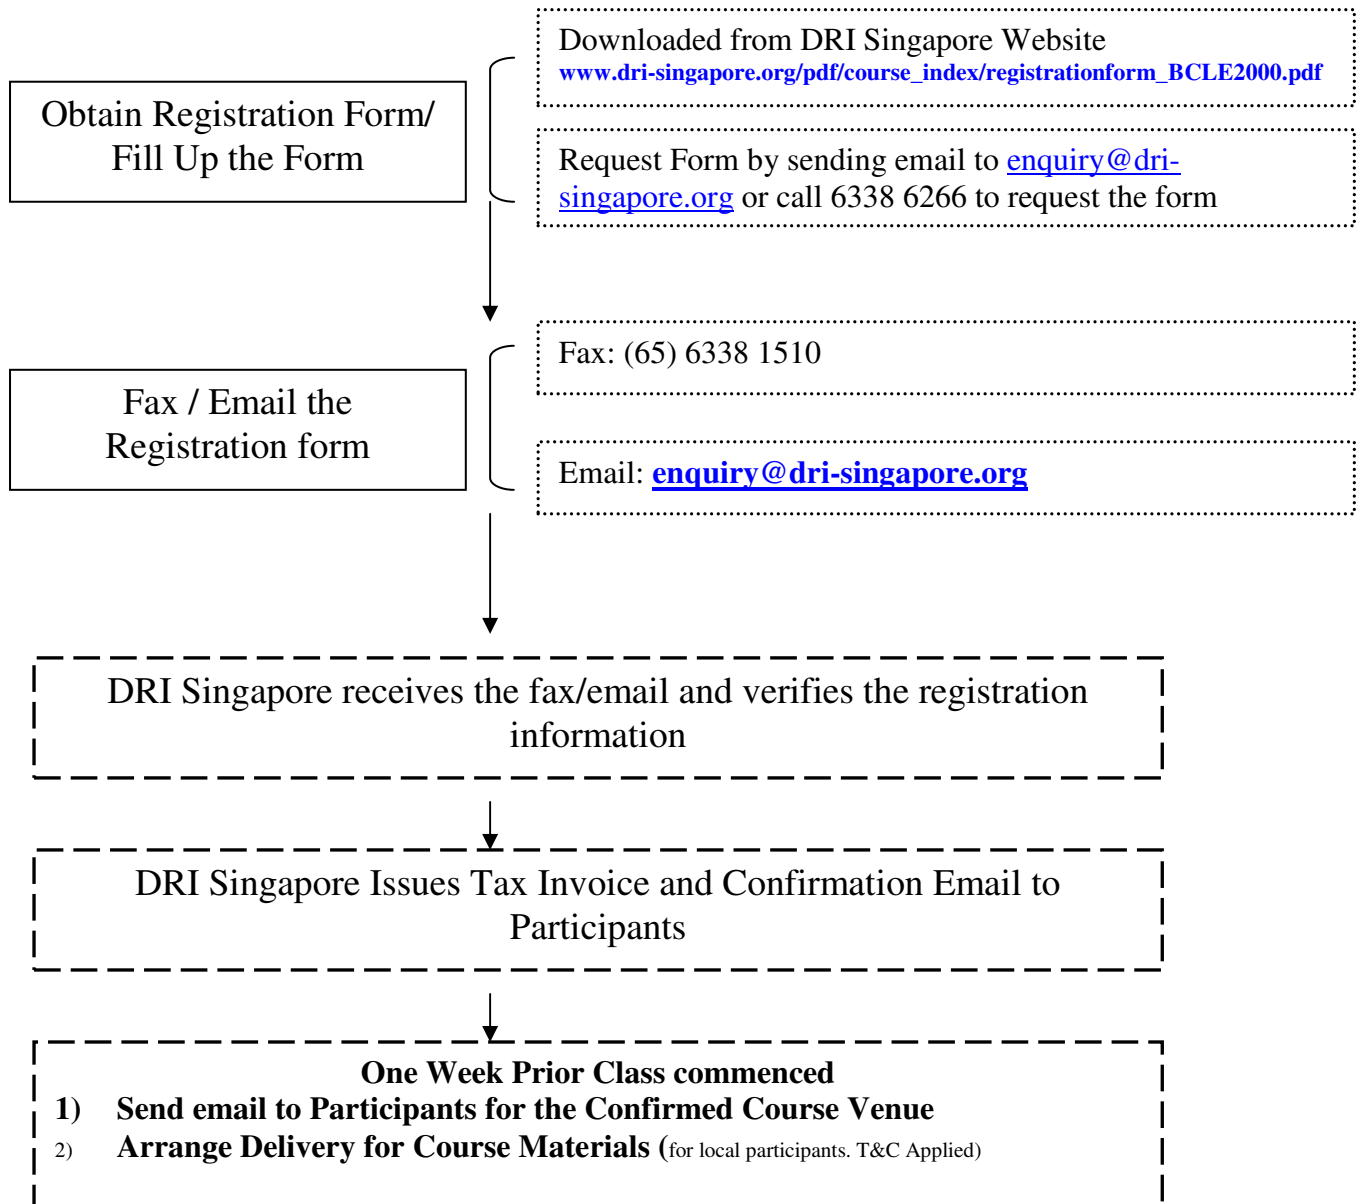 Downloaded from DRI Singapore Website
www.dri-singapore.org/pdf/course_index/registrationform_BCLE2000.pdf
Obtain Registration Form/
Fill Up the Form
Request Form by sending email to enquiry@dri-
singapore.org or call 6338 6266 to request the form
Fax: (65) 6338 1510
Fax / Email the
Registration form
Email: enquiry@dri-singapore.org
DRI Singapore receives the fax/email and verifies the registration
information
DRI Singapore Issues Tax Invoice and Confirmation Email to
Participants
One Week Prior Class commenced
1) Send email to Participants for the Confirmed Course Venue
2) Arrange Delivery for Course Materials (for local participants. T&C Applied)